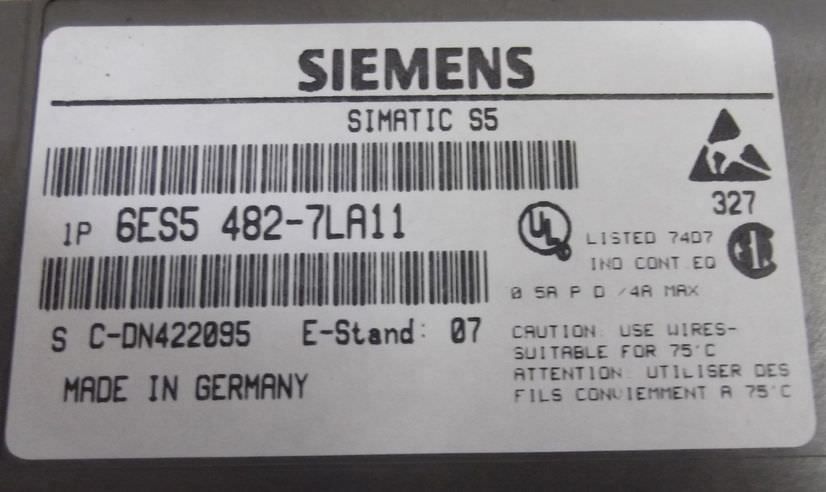 SIEMENS
SIMATIC S5
327
1P 6ES5 482-7LA11
UL
LISTED 74D7
IND CONT EQ
0 5A P D /4A MAX
S C-DN422095 E-Stand: 07
CAUTION: USE WIRES-
SUITABLE FOR 75°C
MADE IN GERMANY
ATTENTION: UTILISER DES
FILS CONVIEMMENT A 75°C